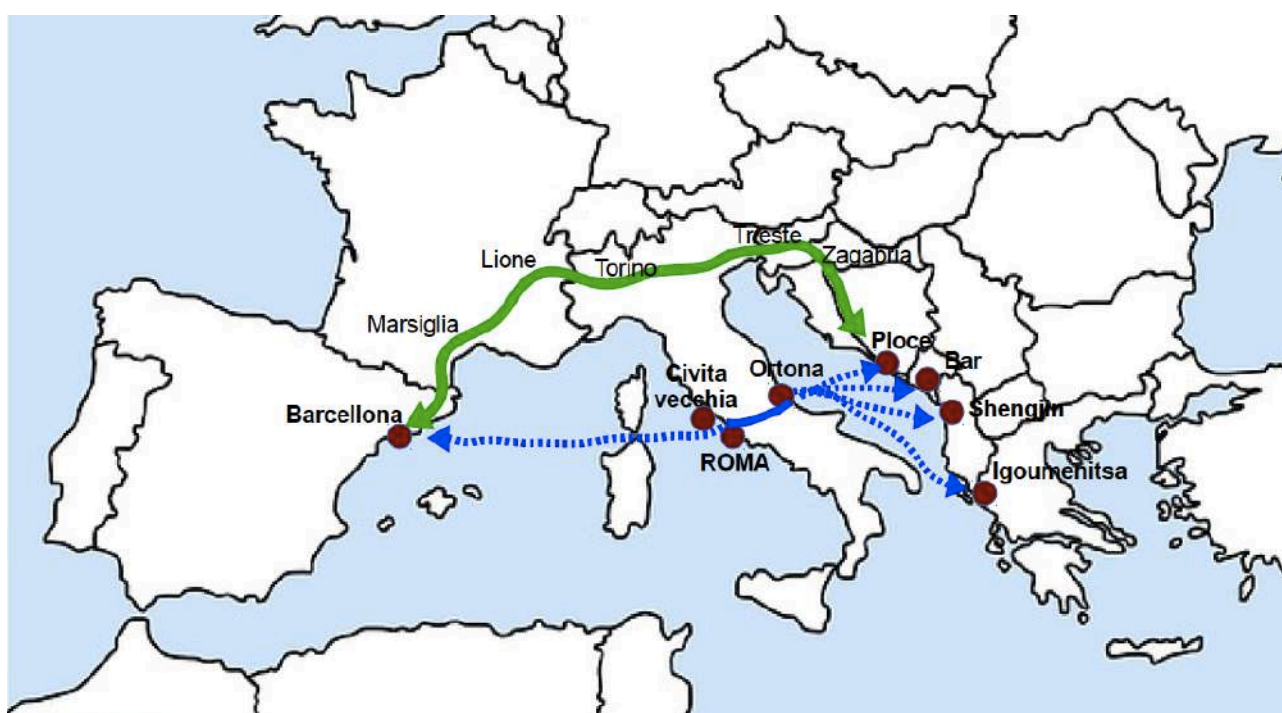 Trieste
Zagabria
Lione
Torino
Marsiglia
Ploce
Bar
Ortona
Civita
vecchia
Barcellona
Shengjin
ROMA
Igoumenitsa